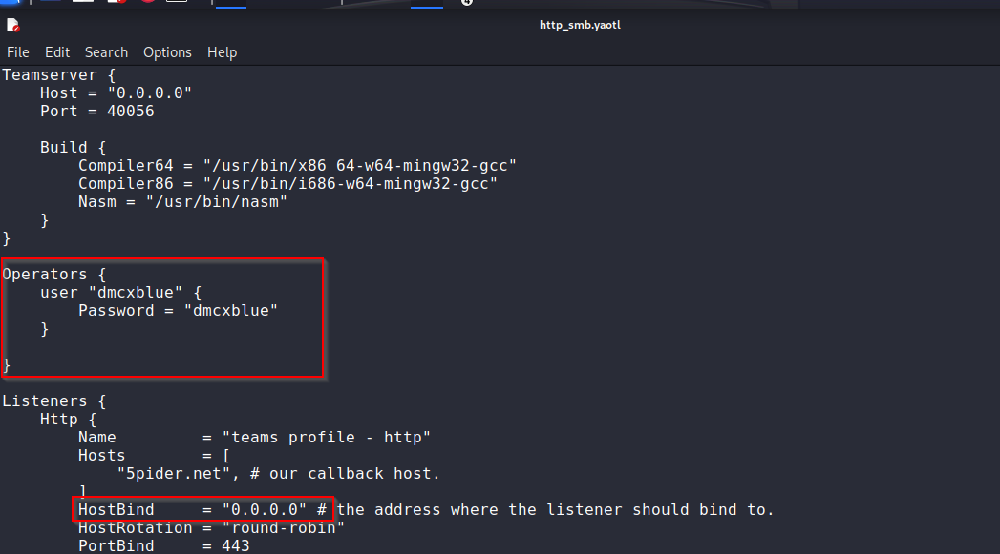 http_smb.yaotl
File Edit Search Options Help
Teamserver {
    Host = "0.0.0.0"
    Port = 40056

    Build {
        Compiler64 = "/usr/bin/x86_64-w64-mingw32-gcc"
        Compiler86 = "/usr/bin/i686-w64-mingw32-gcc"
        Nasm = "/usr/bin/nasm"
    }
}

Operators {
    user "dmcxblue" {
        Password = "dmcxblue"
    }

}

Listeners {
    Http {
        Name         = "teams profile - http"
        Hosts        = [
            "5pider.net", # our callback host.
        ]
        HostBind     = "0.0.0.0" # the address where the listener should bind to.
        HostRotation = "round-robin"
        PortBind     = 443